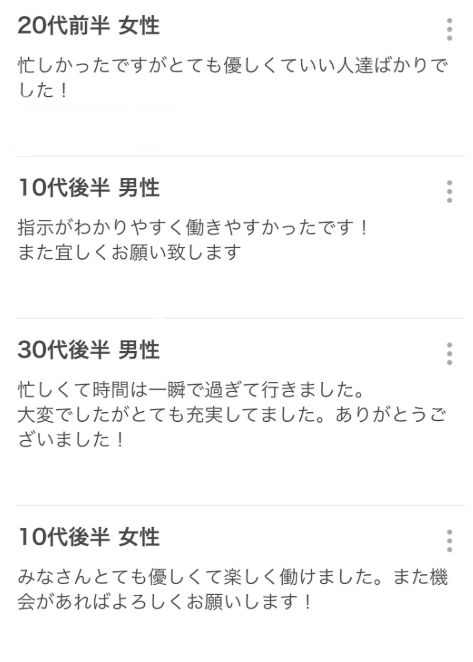 20代前半 女性
忙しかったですがとても優しくていい人達ばかりで
した！
10代後半 男性
指示がわかりやすく働きやすかったです！
また宜しくお願い致します
30代後半 男性
忙しくて時間は一瞬で過ぎて行きました。
大変でしたがとても充実してました。ありがとうご
ざいました！
10代後半 女性
みなさんとても優しくて楽しく働けました。また機
会があればよろしくお願いします！